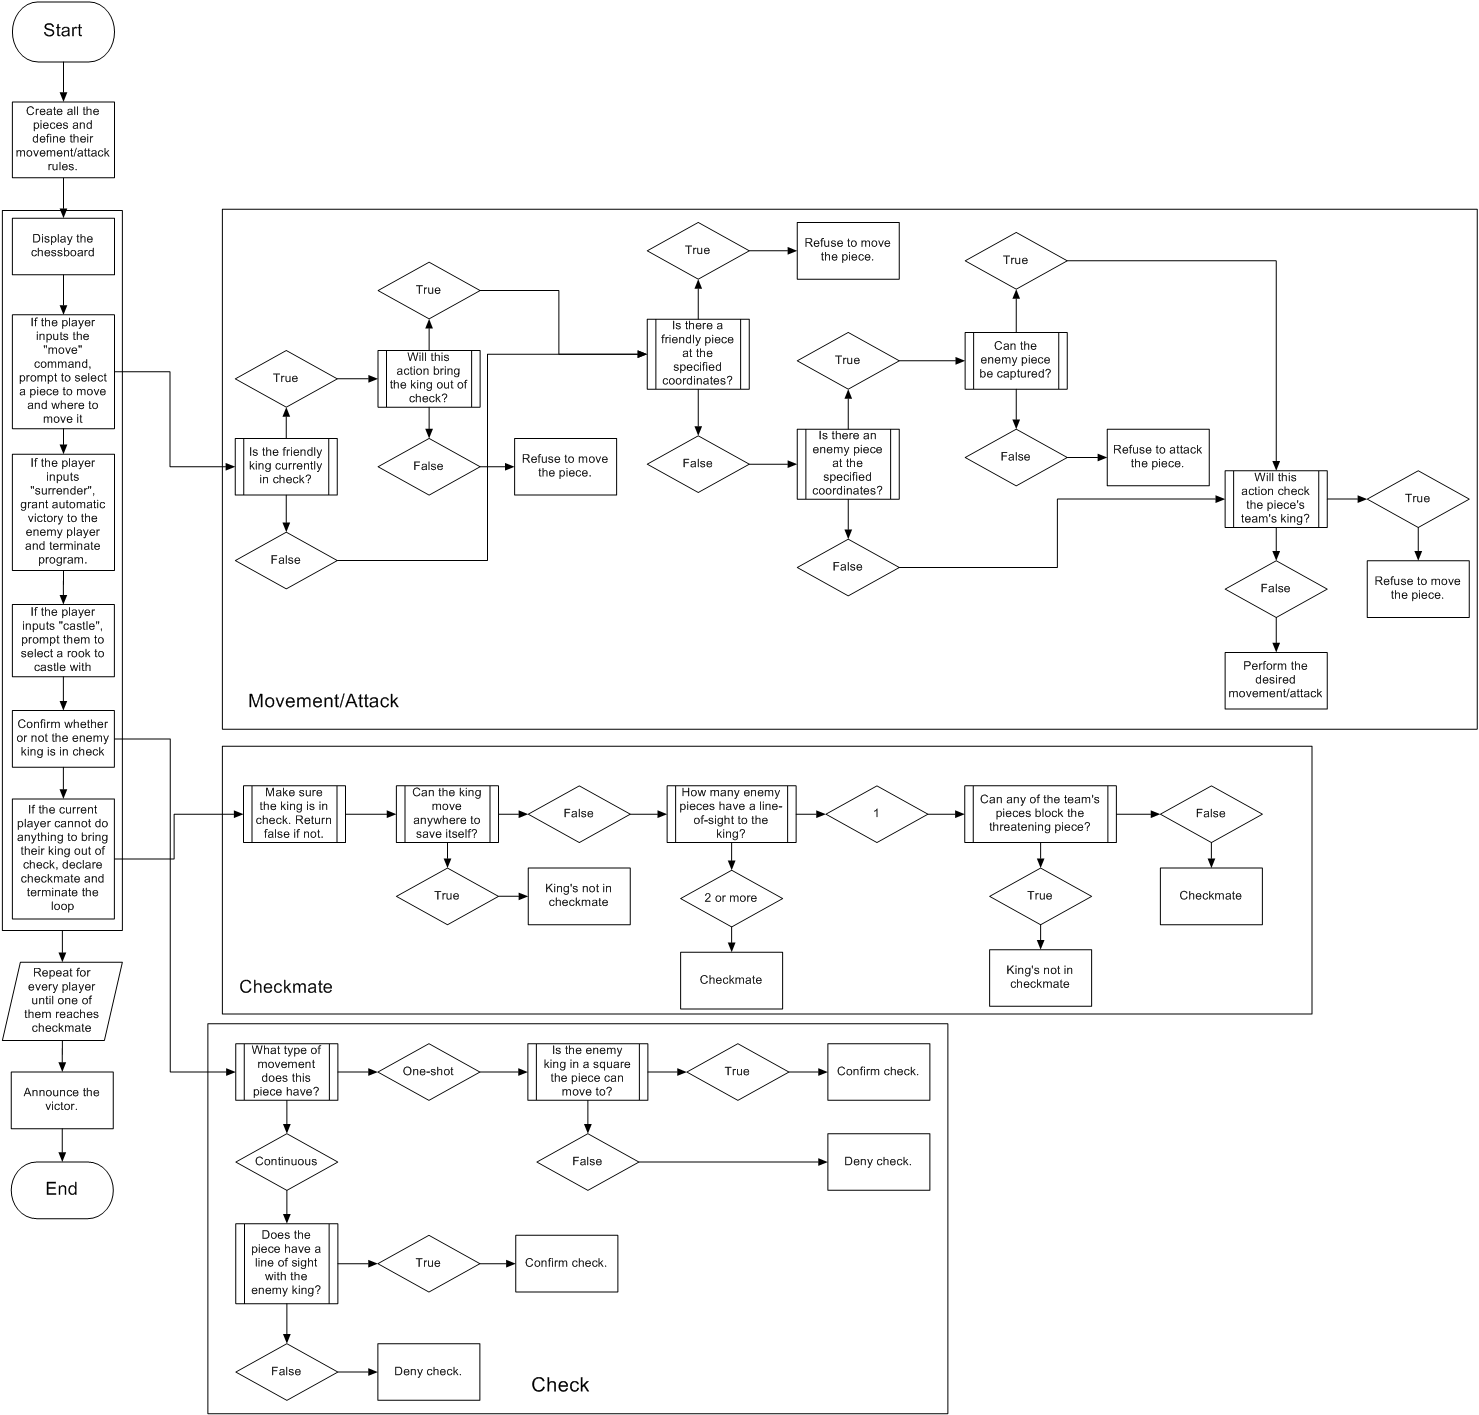 Start
Create all the
pieces and
define their
movement/attack
rules.
Display the
chessboard
If the player
inputs the
"move"
command,
prompt to select
a piece to move
and where to
move it
If the player
inputs
"surrender",
grant automatic
victory to the
enemy player
and terminate
program.
If the player
inputs "castle",
prompt them to
select a rook to
castle with
Confirm whether
or not the enemy
king is in check
If the current
player cannot do
anything to bring
their king out of
check, declare
checkmate and
terminate the
loop
Repeat for
every player
until one of
them reaches
checkmate
Announce the
victor.
End
Is the friendly
king currently
in check?
True
False
Will this
action bring
the king out of
check?
True
False
Refuse to move
the piece.
Is there a
friendly piece
at the
specified
coordinates?
True
Refuse to move
the piece.
False
Is there an
enemy piece
at the
specified
coordinates?
True
False
Can the
enemy piece
be captured?
True
False
Refuse to attack
the piece.
Will this
action check
the piece's
team's king?
True
Refuse to move
the piece.
False
Perform the
desired
movement/attack
Movement/Attack
Make sure
the king is in
check. Return
false if not.
Can the king
move
anywhere to
save itself?
False
True
King's not in
checkmate
How many enemy
pieces have a line-
of-sight to the
king?
1
2 or more
Checkmate
Can any of the team's
pieces block the
threatening piece?
False
Checkmate
True
King's not in
checkmate
Checkmate
What type of
movement
does this
piece have?
One-shot
Is the enemy
king in a square
the piece can
move to?
True
Confirm check.
False
Deny check.
Continuous
Does the
piece have a
line of sight
with the
enemy king?
True
Confirm check.
False
Deny check.
Check